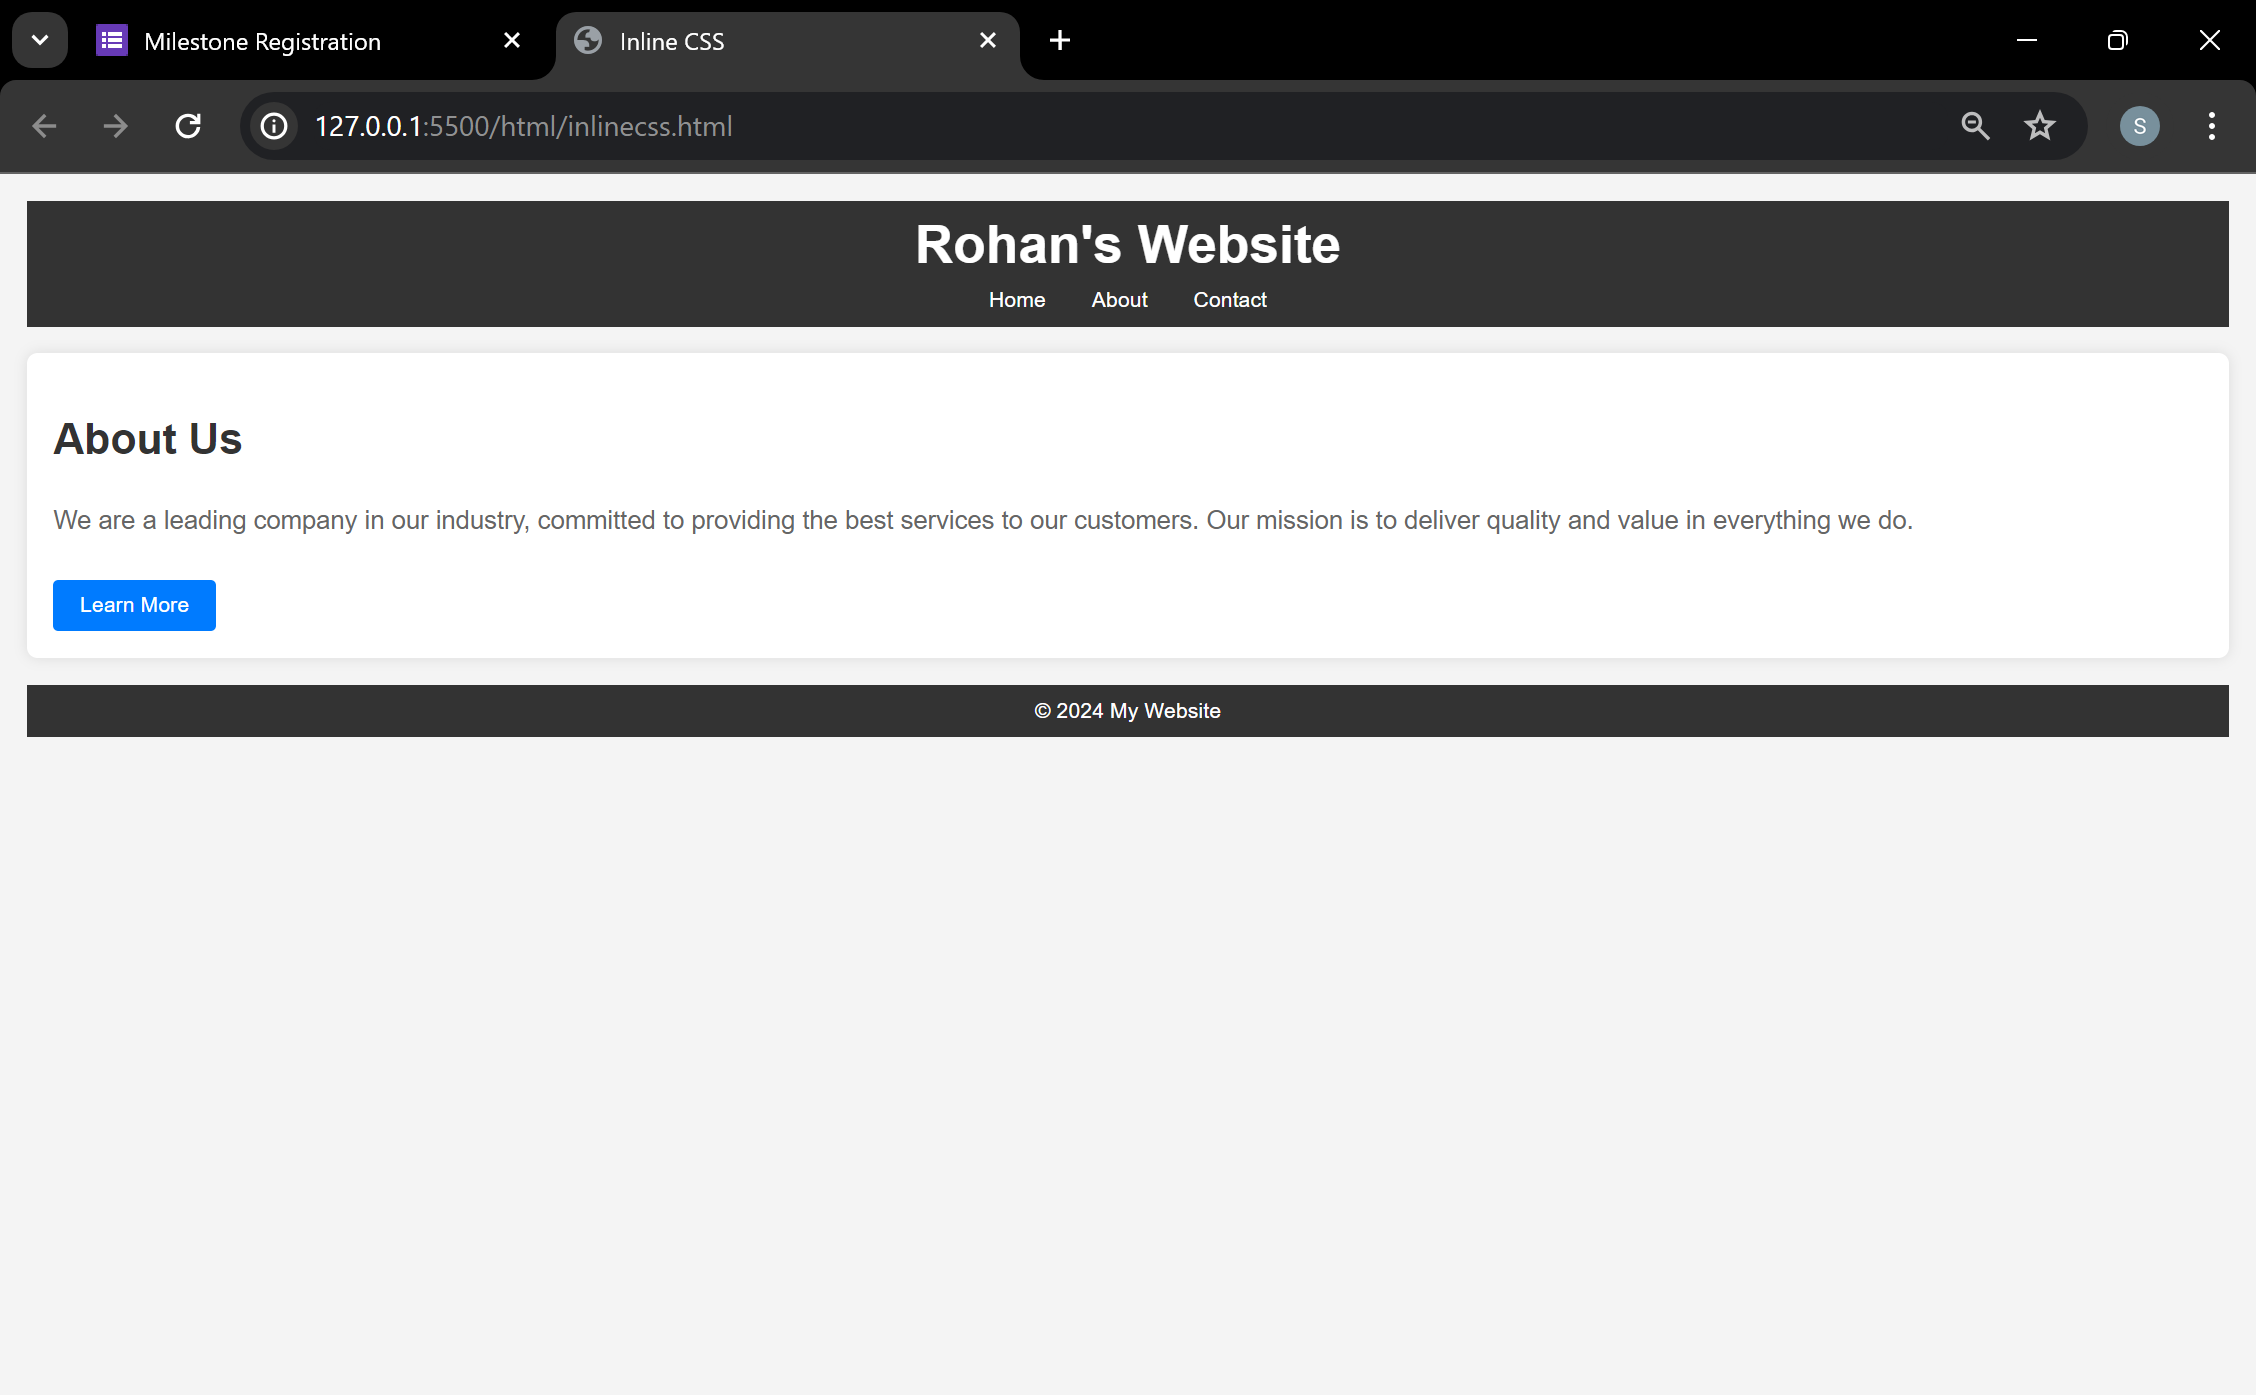 Milestone Registration
Inline CSS
127.0.0.1:5500/html/inlinecss.html
S
Rohan's Website
Home About Contact
About Us
We are a leading company in our industry, committed to providing the best services to our customers. Our mission is to deliver quality and value in everything we do.
Learn More
© 2024 My Website